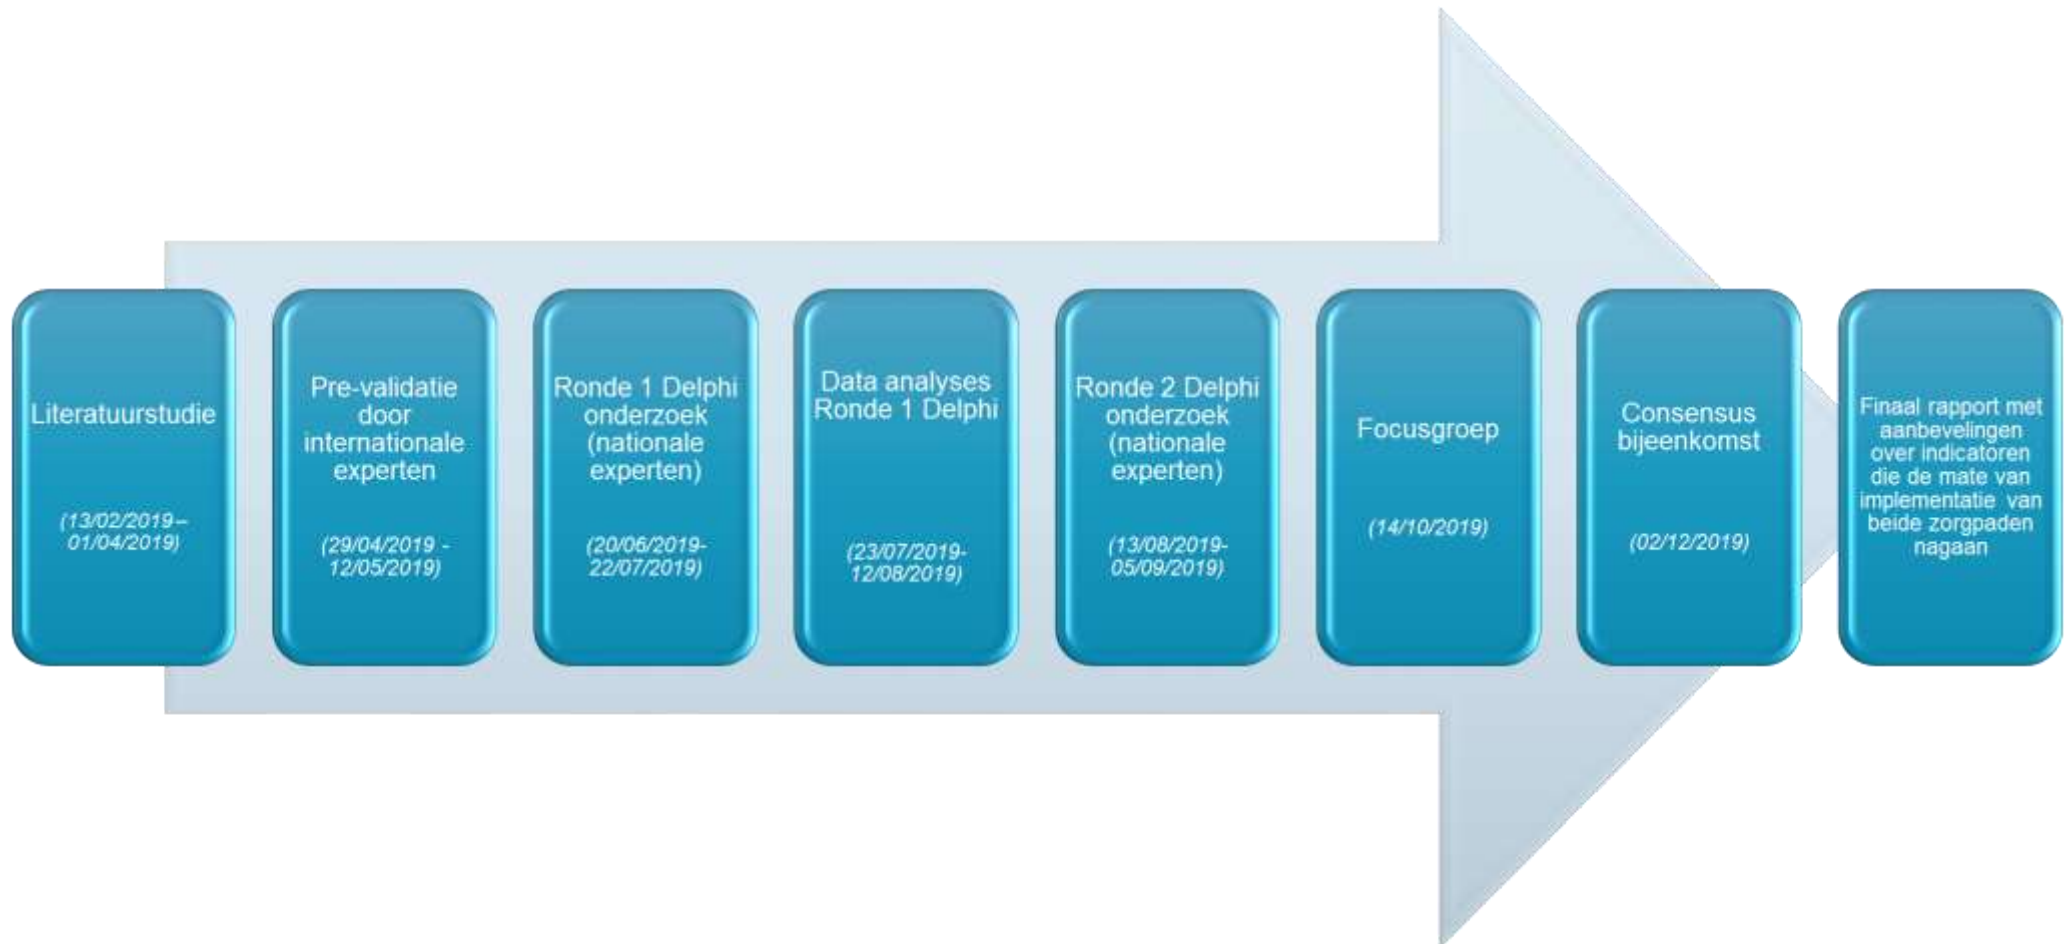 Literatuurstudie
(13/02/2019 –
01/04/2019)
Pre-validatie
door
internationale
experten
(29/04/2019 -
12/05/2019)
Ronde 1 Delphi
onderzoek
(nationale
experten)
(20/06/2019-
22/07/2019)
Data analyses
Ronde 1 Delphi
(23/07/2019-
12/08/2019)
Ronde 2 Delphi
onderzoek
(nationale
experten)
(13/08/2019-
05/09/2019)
Focusgroep
(14/10/2019)
Consensus
bijeenkomst
(02/12/2019)
Finaal rapport met
aanbevelingen
over indicatoren
die de mate van
implementatie van
beide zorgpaden
nagaan